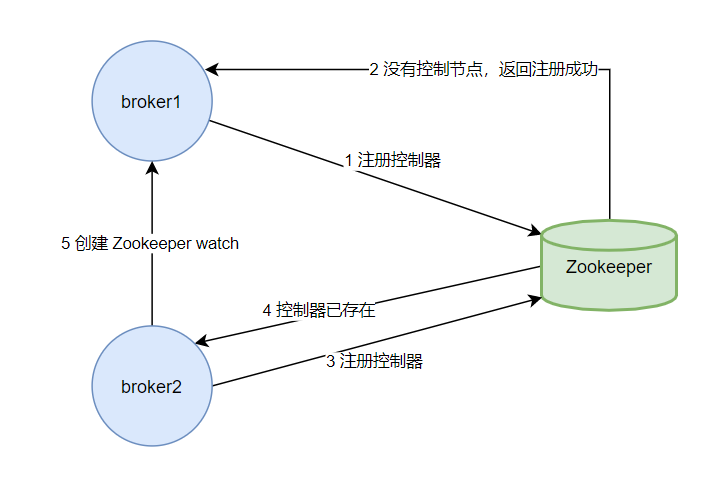 2 没有控制节点，返回注册成功
broker1
1 注册控制器
5 创建 Zookeeper watch
Zookeeper
4 控制器已存在
3 注册控制器
broker2